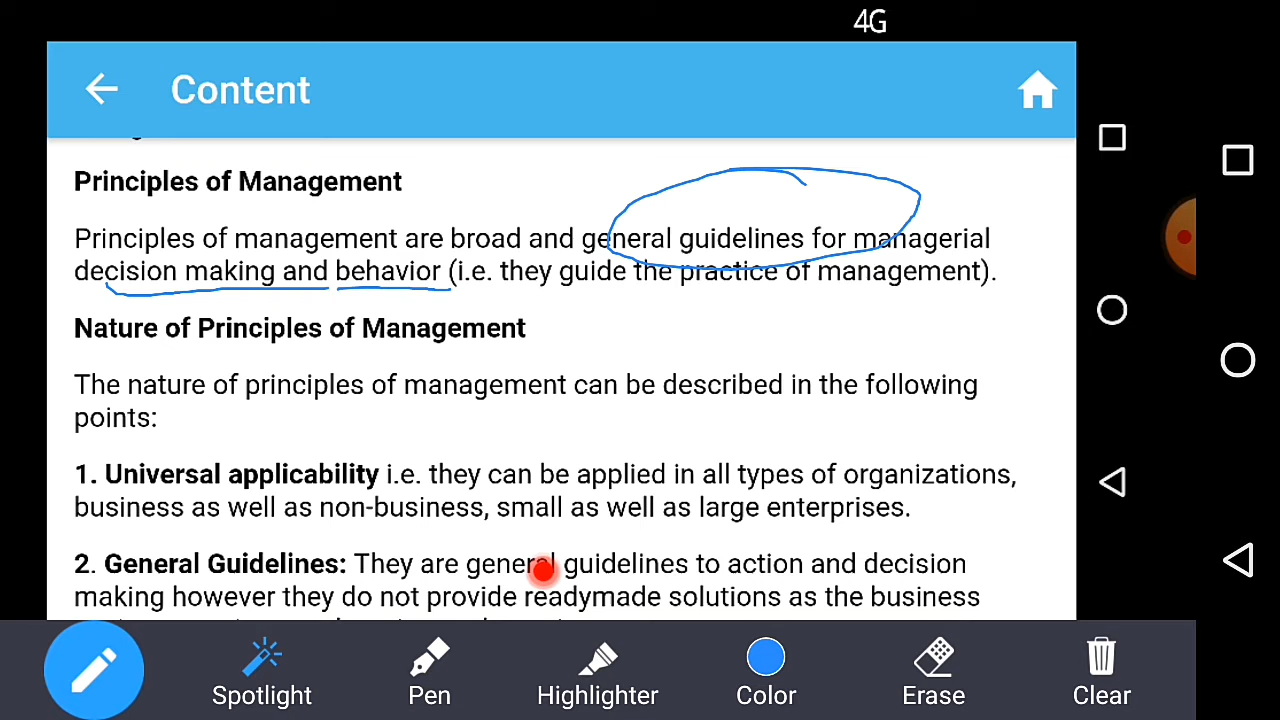 4G
Content
Principles of Management
Principles of management are broad and general guidelines for managerial
decision making and behavior (i.e. they guide the practice of management).
Nature of Principles of Management
The nature of principles of management can be described in the following
points:
1. Universal applicability i.e. they can be applied in all types of organizations,
business as well as non-business, small as well as large enterprises.
2. General Guidelines: They are general guidelines to action and decision
making however they do not provide readymade solutions as the business
Spotlight
Pen
Highlighter
Color
Erase
Clear